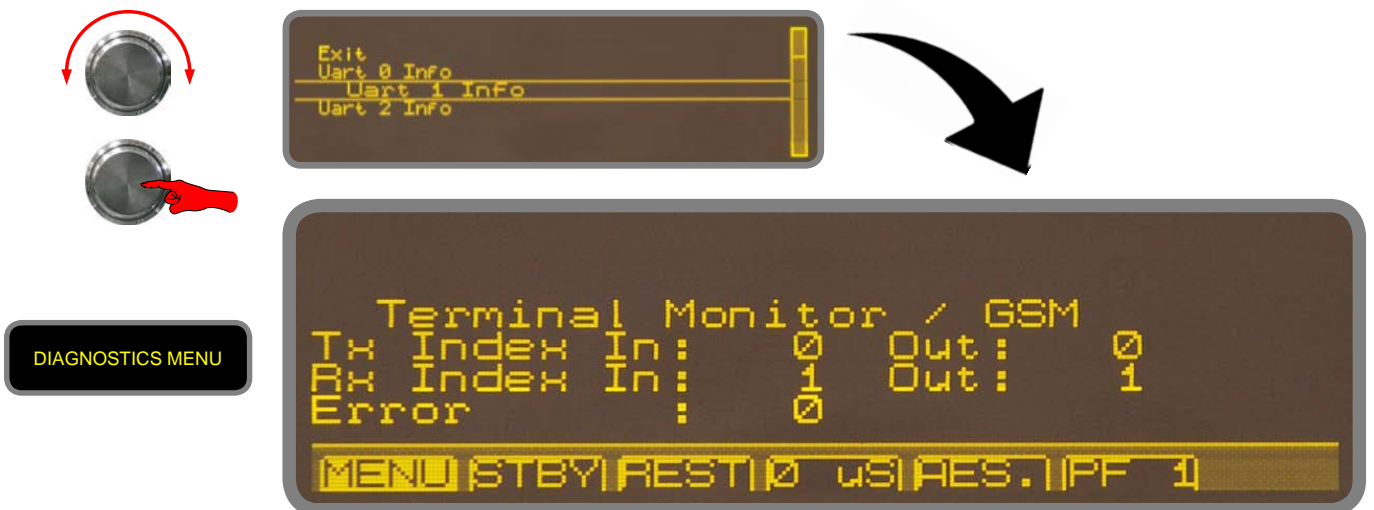 Exit
Uart 0 Info
Uart 1 Info
Uart 2 Info
DIAGNOSTICS MENU
Terminal Monitor / GSM
Tx Index In: 0 Out: 0
Rx Index In: 1 Out: 1
Error : 0
MENU STBY REST 0 uS AES. PF 1